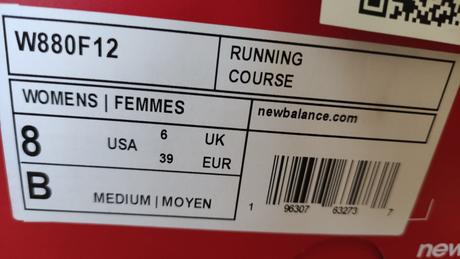 W880F12
RUNNING
COURSE
WOMENS | FEMMES
newbalance.com
8 USA 6 UK
39 EUR
B MEDIUM | MOYEN
1 96307 63273 7
new